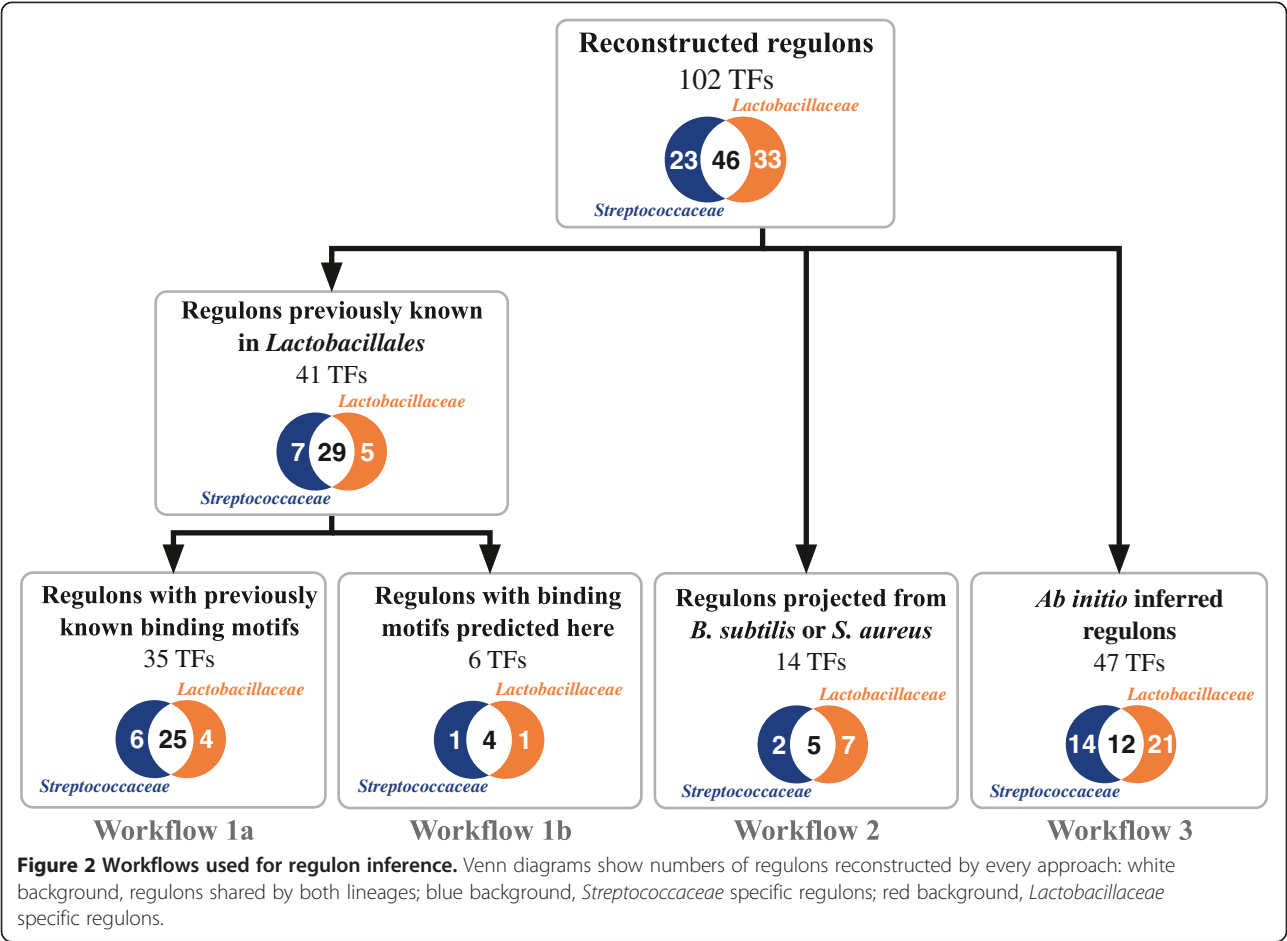 Reconstructed regulons
102 TFs
Lactobacillaceae
23 46 33
Streptococcaceae
Regulons previously known
in Lactobacillales
41 TFs
Lactobacillaceae
7 29 5
Streptococcaceae
Regulons with previously
known binding motifs
35 TFs
Lactobacillaceae
6 25 4
Streptococcaceae
Workflow 1a
Regulons with binding
motifs predicted here
6 TFs
Lactobacillaceae
1 4 1
Streptococcaceae
Workflow 1b
Regulons projected from
B. subtilis or S. aureus
14 TFs
Lactobacillaceae
2 5 7
Streptococcaceae
Workflow 2
Ab initio inferred
regulons
47 TFs
Lactobacillaceae
14 12 21
Streptococcaceae
Workflow 3
Figure 2 Workflows used for regulon inference. Venn diagrams show numbers of regulons reconstructed by every approach: white
background, regulons shared by both lineages; blue background, Streptococcaceae specific regulons; red background, Lactobacillaceae
specific regulons.